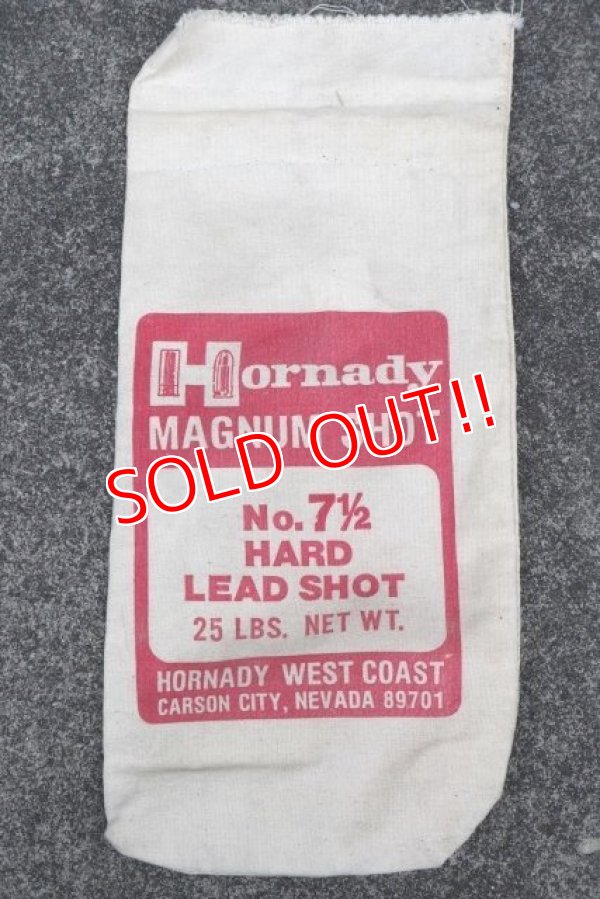 Hornady
MAGNUM SHOT
SOLD OUT!!
No. 7½
HARD
LEAD SHOT
25 LBS. NET WT.
HORNADY WEST COAST
CARSON CITY, NEVADA 89701